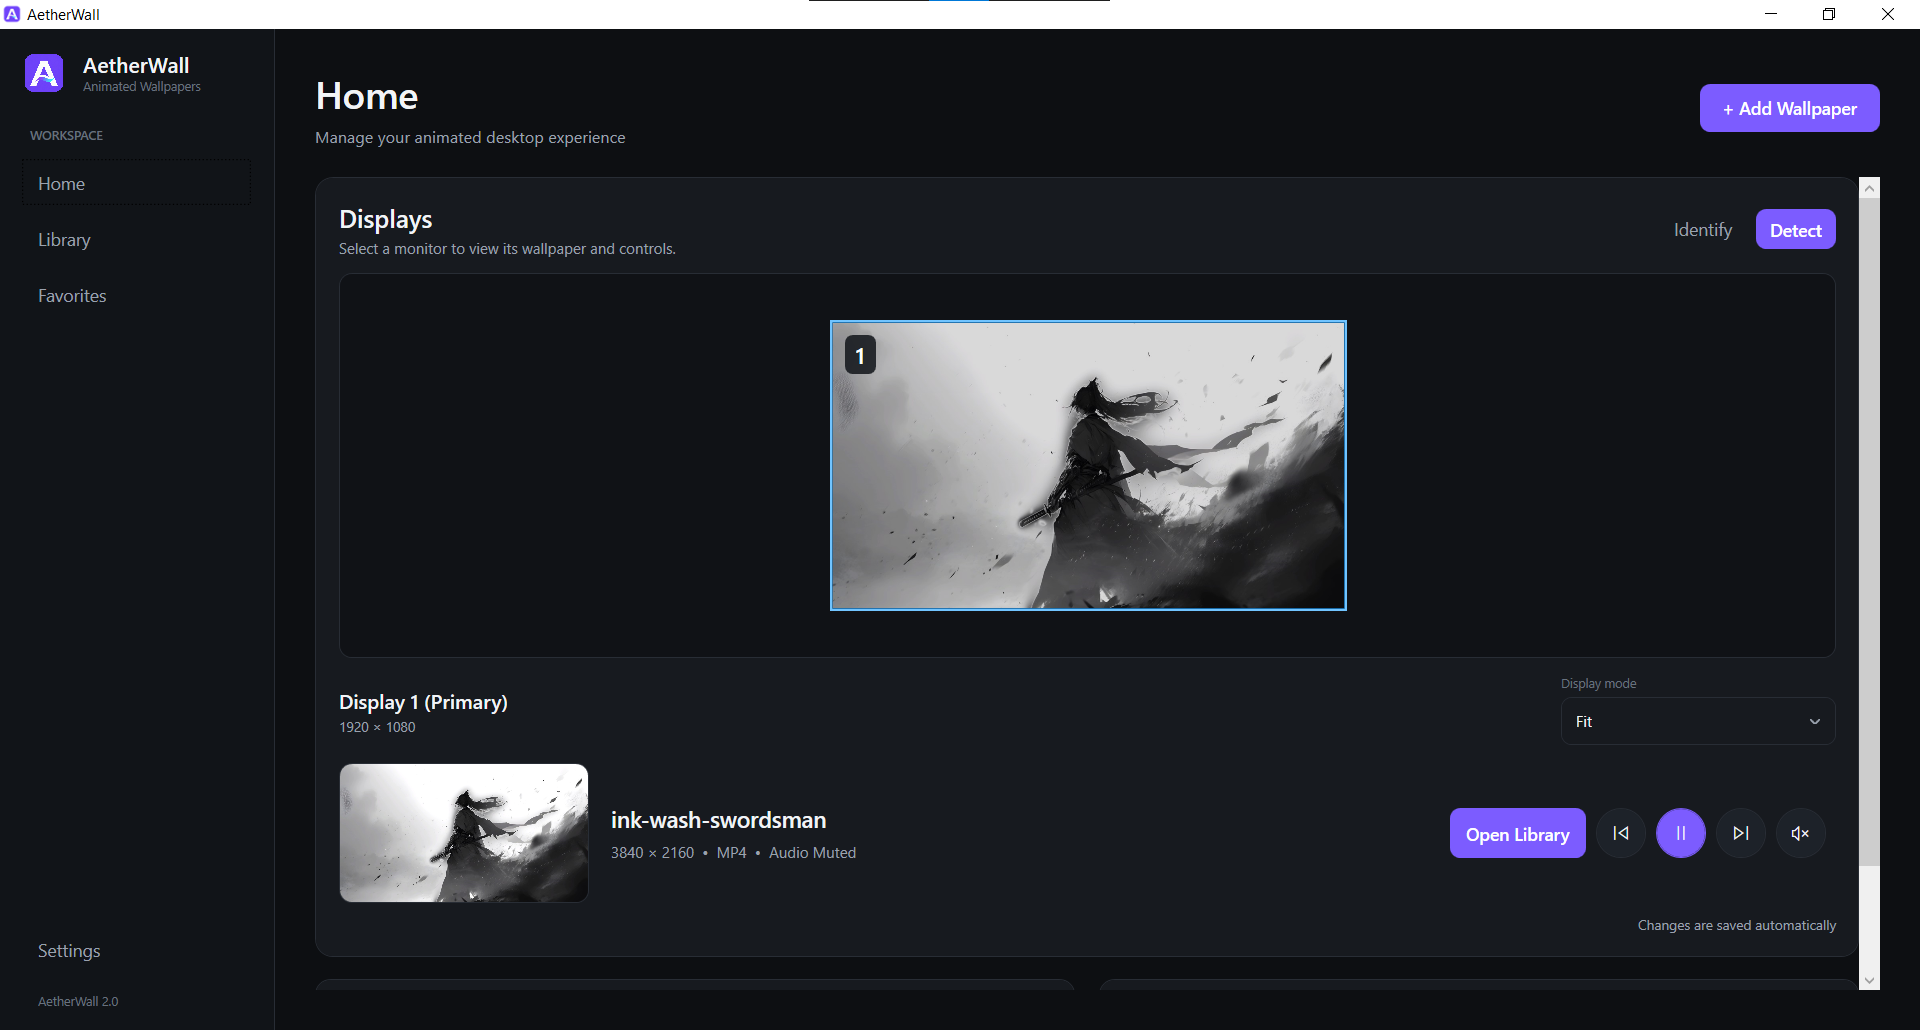 AetherWall
AetherWall
Animated Wallpapers
WORKSPACE
Home
Library
Favorites
Settings
AetherWall 2.0
Home
Manage your animated desktop experience
+ Add Wallpaper
Displays
Select a monitor to view its wallpaper and controls.
Identify
Detect
1
Display 1 (Primary)
1920 × 1080
Display mode
Fit
ink-wash-swordsman
3840 × 2160 • MP4 • Audio Muted
Open Library
Changes are saved automatically